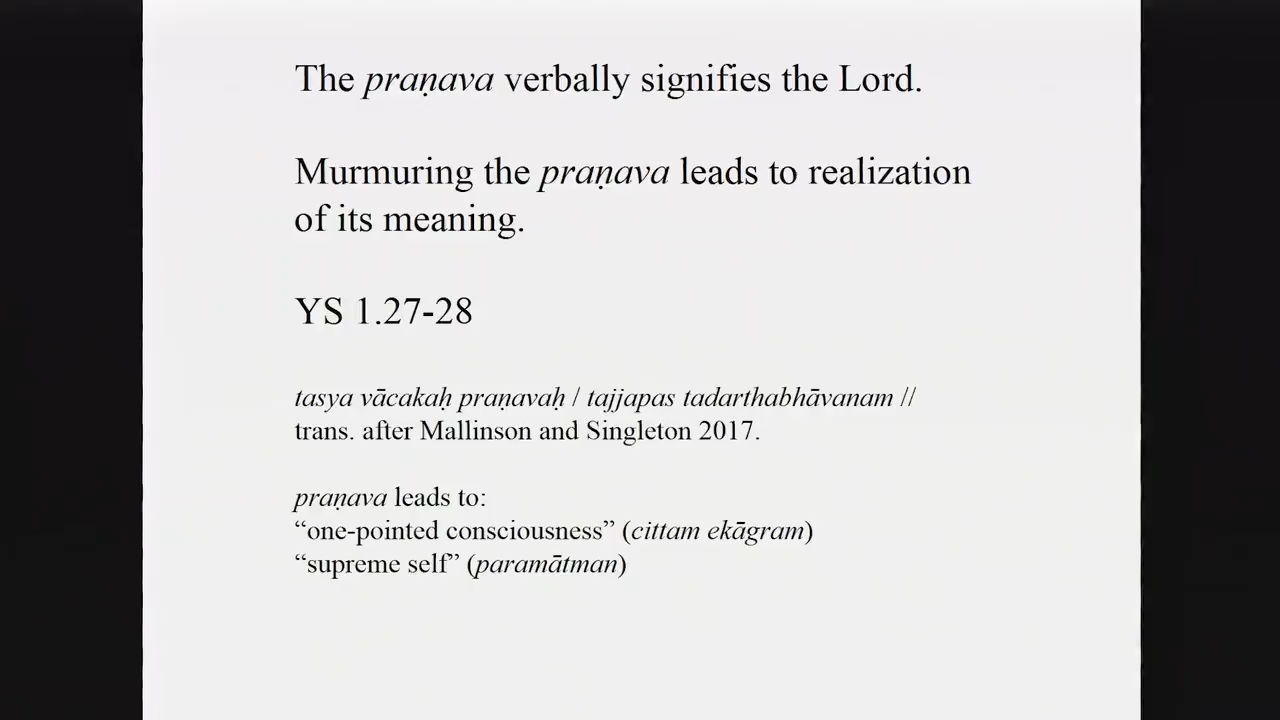 The praṇava verbally signifies the Lord.
Murmuring the praṇava leads to realization
of its meaning.
YS 1.27-28
tasya vācakaḥ praṇavaḥ / tajjapas tadarthabhāvanam //
trans. after Mallinson and Singleton 2017.
praṇava leads to:
“one-pointed consciousness” (cittam ekāgram)
“supreme self” (paramātman)